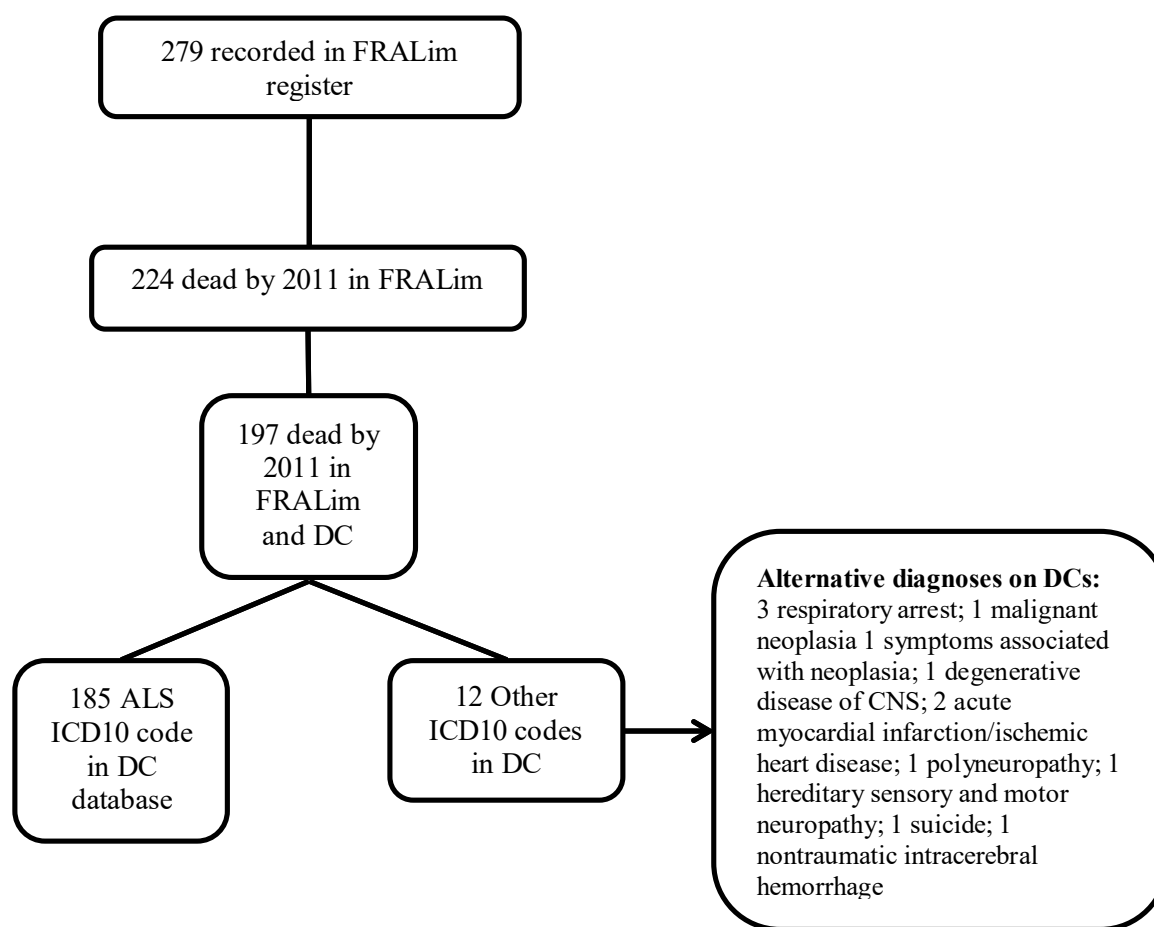 279 recorded in FRALim
register
224 dead by 2011 in FRALim
197 dead by
2011 in
FRALim
and DC
185 ALS
ICD10 code
in DC
database
12 Other
ICD10 codes
in DC
Alternative diagnoses on DCs:
3 respiratory arrest; 1 malignant
neoplasia 1 symptoms associated
with neoplasia; 1 degenerative
disease of CNS; 2 acute
myocardial infarction/ischemic
heart disease; 1 polyneuropathy; 1
hereditary sensory and motor
neuropathy; 1 suicide; 1
nontraumatic intracerebral
hemorrhage